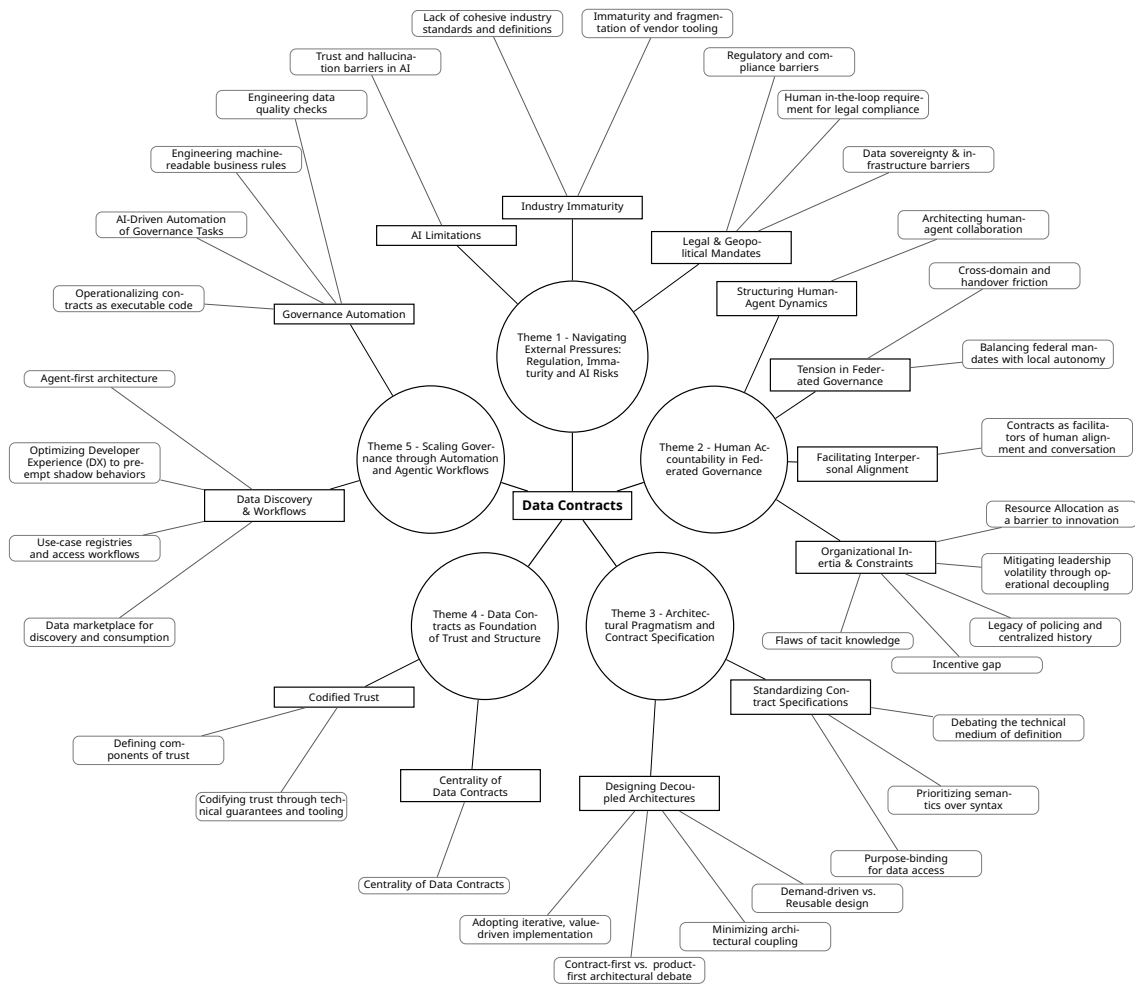 Lack of cohesive industry
standards and definitions
Immaturity and fragmen-
tation of vendor tooling
Trust and hallucina-
tion barriers in AI
Regulatory and com-
pliance barriers
Engineering data
quality checks
Human in-the-loop require-
ment for legal compliance
Engineering machine-
readable business rules
Data sovereignty & in-
frastructure barriers
Industry Immaturity
AI-Driven Automation
of Governance Tasks
AI Limitations
Legal & Geopo-
litical Mandates
Architecting human-
agent collaboration
Cross-domain and
handover friction
Operationalizing con-
tracts as executable code
Governance Automation
Structuring Human-
Agent Dynamics
Theme 1 - Navigating
External Pressures:
Regulation, Imma-
turity and AI Risks
Balancing federal man-
dates with local autonomy
Tension in Feder-
ated Governance
Agent-first architecture
Contracts as facilita-
tors of human align-
ment and conversation
Theme 5 - Scaling Gover-
nance through Automation
and Agentic Workflows
Theme 2 - Human Ac-
countability in Fed-
erated Governance
Facilitating Interper-
sonal Alignment
Optimizing Developer
Experience (DX) to pre-
empt shadow behaviors
Data Discovery
& Workflows
Data Contracts
Resource Allocation as
a barrier to innovation
Use-case registries
and access workflows
Organizational In-
ertia & Constraints
Mitigating leadership
volatility through op-
erational decoupling
Data marketplace for
discovery and consumption
Theme 4 - Data Con-
tracts as Foundation
of Trust and Structure
Theme 3 - Architec-
tural Pragmatism and
Contract Specification
Legacy of policing and
centralized history
Flaws of tacit knowledge
Incentive gap
Codified Trust
Standardizing Con-
tract Specifications
Debating the technical
medium of definition
Defining com-
ponents of trust
Centrality of
Data Contracts
Designing Decou-
pled Architectures
Codifying trust through tech-
nical guarantees and tooling
Prioritizing seman-
tics over syntax
Purpose-binding
for data access
Centrality of Data Contracts
Demand-driven vs.
Reusable design
Adopting iterative, value-
driven implementation
Minimizing archi-
tectural coupling
Contract-first vs. product-
first architectural debate